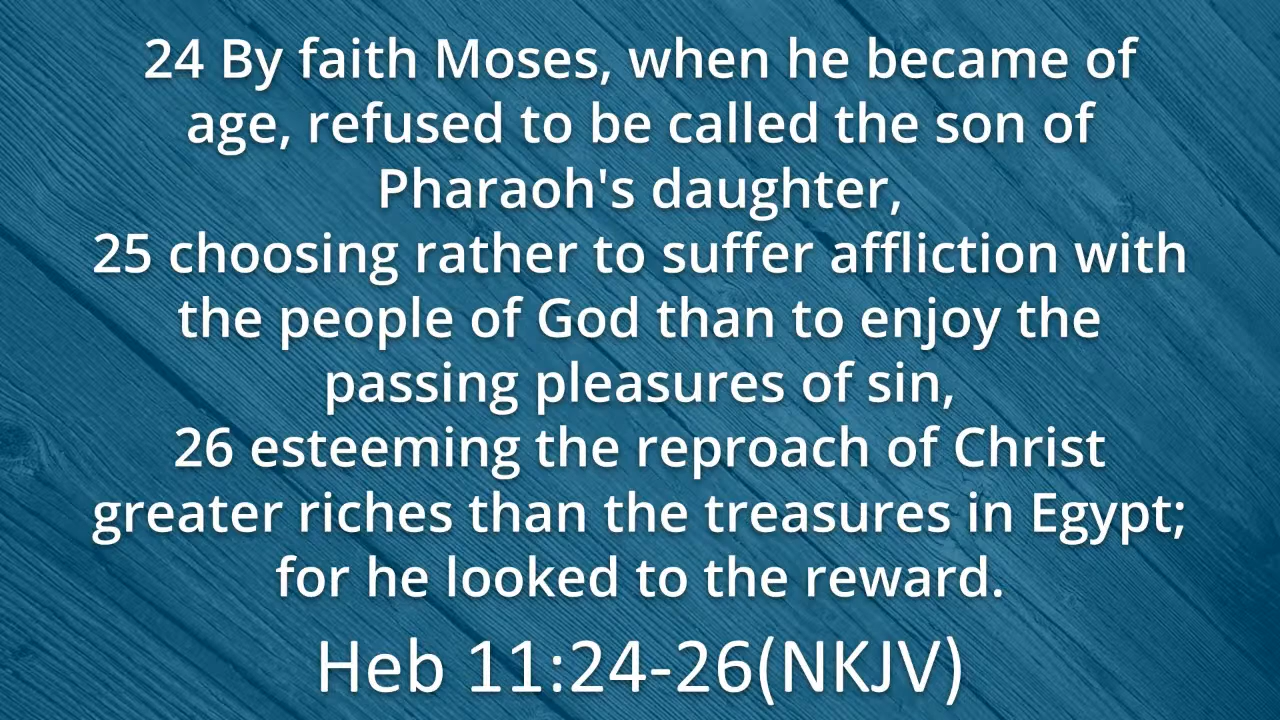 24 By faith Moses, when he became of
age, refused to be called the son of
Pharaoh's daughter,
25 choosing rather to suffer affliction with
the people of God than to enjoy the
passing pleasures of sin,
26 esteeming the reproach of Christ
greater riches than the treasures in Egypt;
for he looked to the reward.
Heb 11:24-26(NKJV)